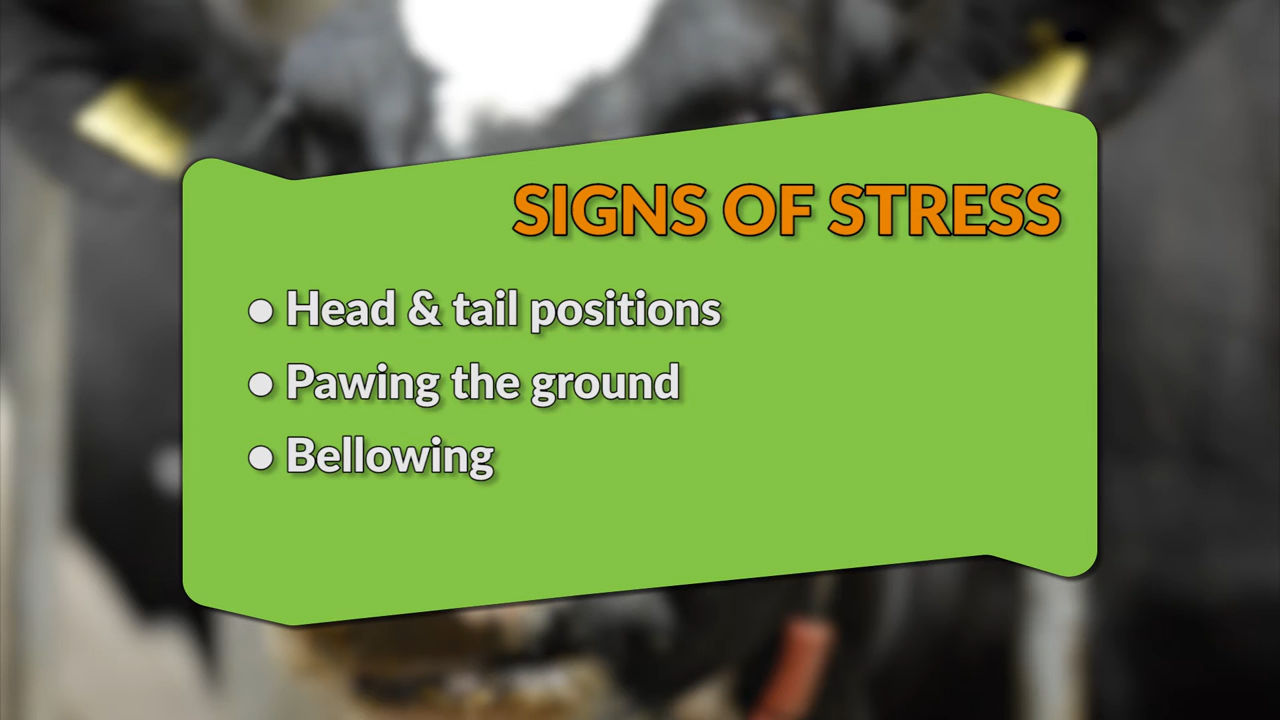 SIGNS OF STRESS
● Head & tail positions
● Pawing the ground
● Bellowing